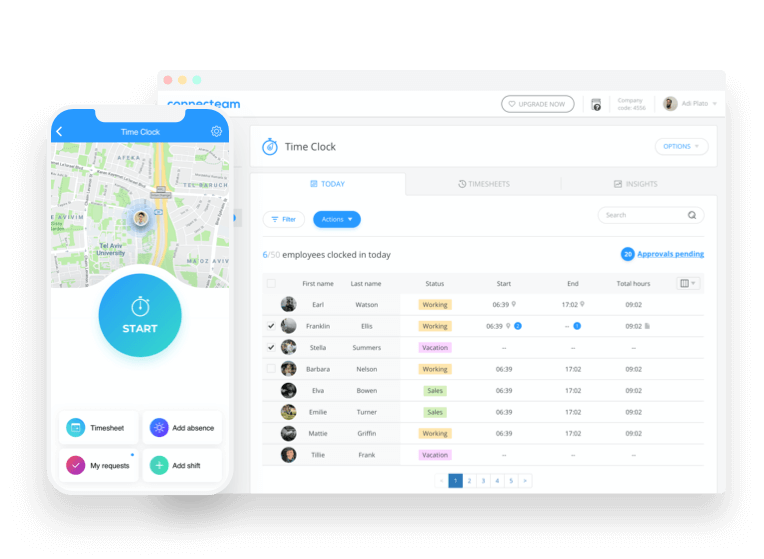 connecteam
UPGRADE NOW
Company
code: 4556
Adi Plato
Time Clock
OPTIONS
TODAY
TIMESHEETS
INSIGHTS
Filter
Actions
Search
6/50 employees clocked in today
20 Approvals pending
First name Last name Status Start End Total hours
Earl Watson Working 06:39 17:02 09:02
Franklin Ellis Working 06:39 2 -- 1 09:02
Stella Summers Vacation -- -- --
Barbara Nelson Working 06:39 17:02 09:02
Elva Bowen Sales 06:39 17:02 09:02
Emilie Turner Sales 06:39 17:02 09:02
Mattie Griffin Working 06:39 17:02 09:02
Tillie Frank Vacation -- -- --
< 1 2 3 4 5 >
Time Clock
AFEKA
TEL BARUCH
E AVIVIM
Tel Aviv
University
MA'OZ AVIV
START
Timesheet
Add absence
My requests
Add shift